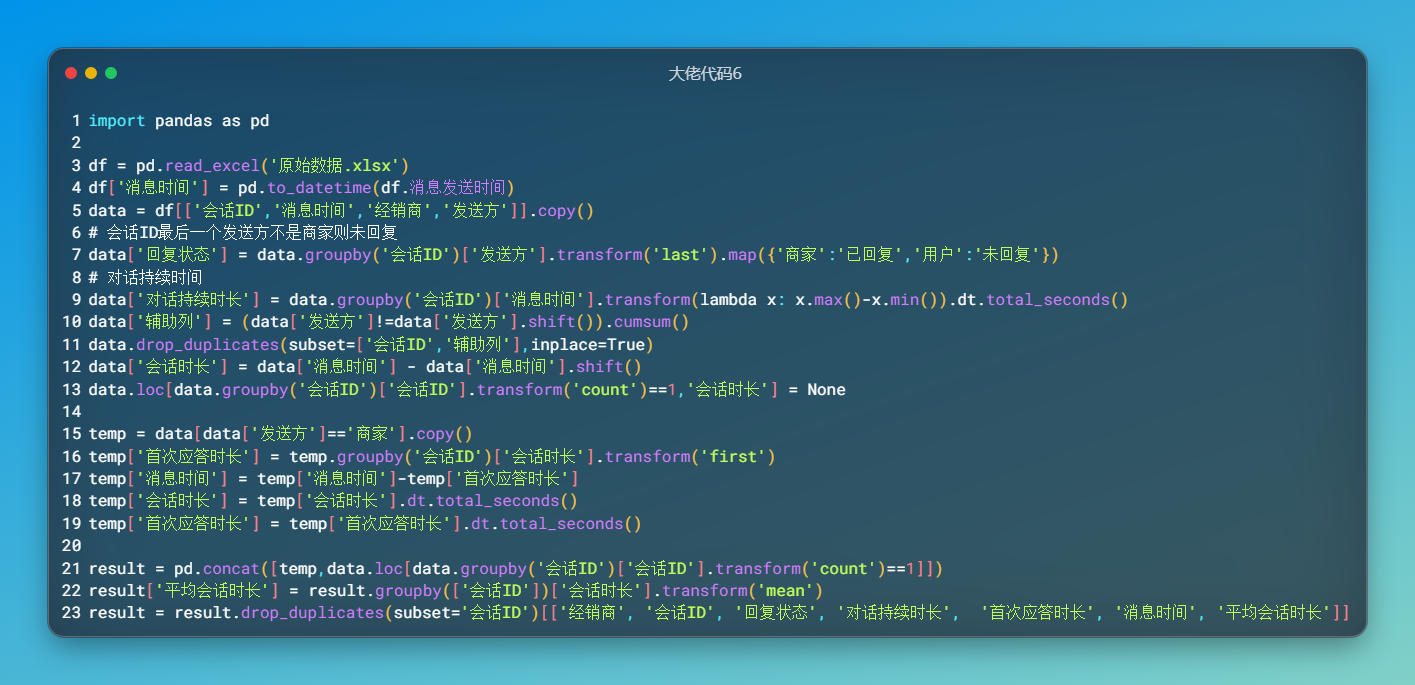 大佬代码6
1 import pandas as pd
2
3 df = pd.read_excel('原始数据.xlsx')
4 df['消息时间'] = pd.to_datetime(df.消息发送时间)
5 data = df[['会话ID','消息时间','经销商','发送方']].copy()
6 # 会话ID最后一个发送方不是商家则未回复
7 data['回复状态'] = data.groupby('会话ID')['发送方'].transform('last').map({'商家':'已回复','用户':'未回复'})
8 # 对话持续时间
9 data['对话持续时长'] = data.groupby('会话ID')['消息时间'].transform(lambda x: x.max()-x.min()).dt.total_seconds()
10 data['辅助列'] = (data['发送方']!=data['发送方'].shift()).cumsum()
11 data.drop_duplicates(subset=['会话ID','辅助列'],inplace=True)
12 data['会话时长'] = data['消息时间'] - data['消息时间'].shift()
13 data.loc[data.groupby('会话ID')['会话ID'].transform('count')==1,'会话时长'] = None
14
15 temp = data[data['发送方']=='商家'].copy()
16 temp['首次应答时长'] = temp.groupby('会话ID')['会话时长'].transform('first')
17 temp['消息时间'] = temp['消息时间']-temp['首次应答时长']
18 temp['会话时长'] = temp['会话时长'].dt.total_seconds()
19 temp['首次应答时长'] = temp['首次应答时长'].dt.total_seconds()
20
21 result = pd.concat([temp,data.loc[data.groupby('会话ID')['会话ID'].transform('count')==1]])
22 result['平均会话时长'] = result.groupby(['会话ID'])['会话时长'].transform('mean')
23 result = result.drop_duplicates(subset='会话ID')[['经销商', '会话ID', '回复状态', '对话持续时长',  '首次应答时长', '消息时间', '平均会话时长']]